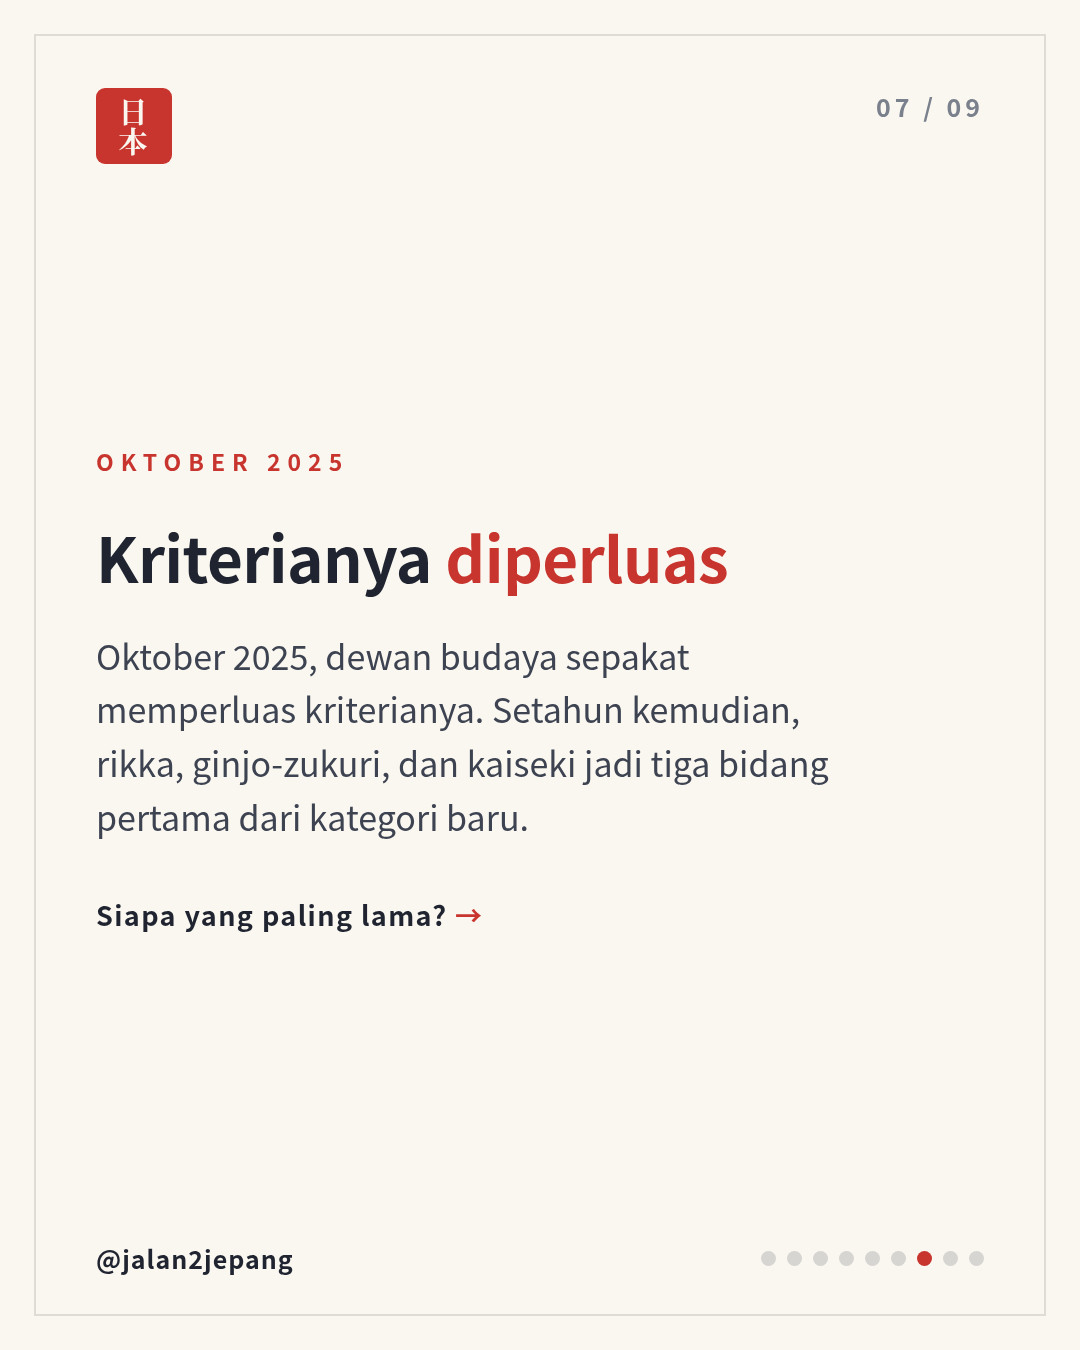 日
本
07 / 09
OKTOBER 2025
Kriterianya diperluas
Oktober 2025, dewan budaya sepakat
memperluas kriterianya. Setahun kemudian,
rikka, ginjo-zukuri, dan kaiseki jadi tiga bidang
pertama dari kategori baru.
Siapa yang paling lama? →
@jalan2jepang